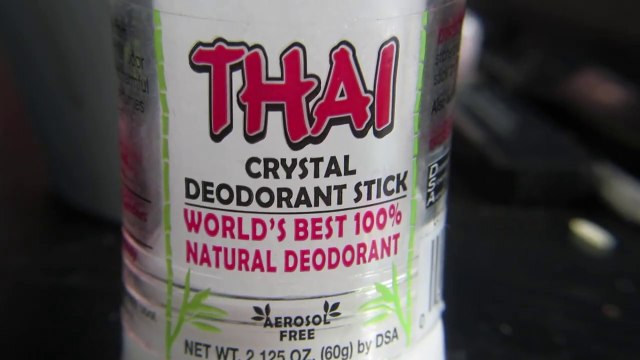 THAI
CRYSTAL
DEODORANT STICK
WORLD'S BEST 100%
NATURAL DEODORANT
AEROSOL
FREE
NET WT. 2.125 OZ. (60g) by DSA
DSA